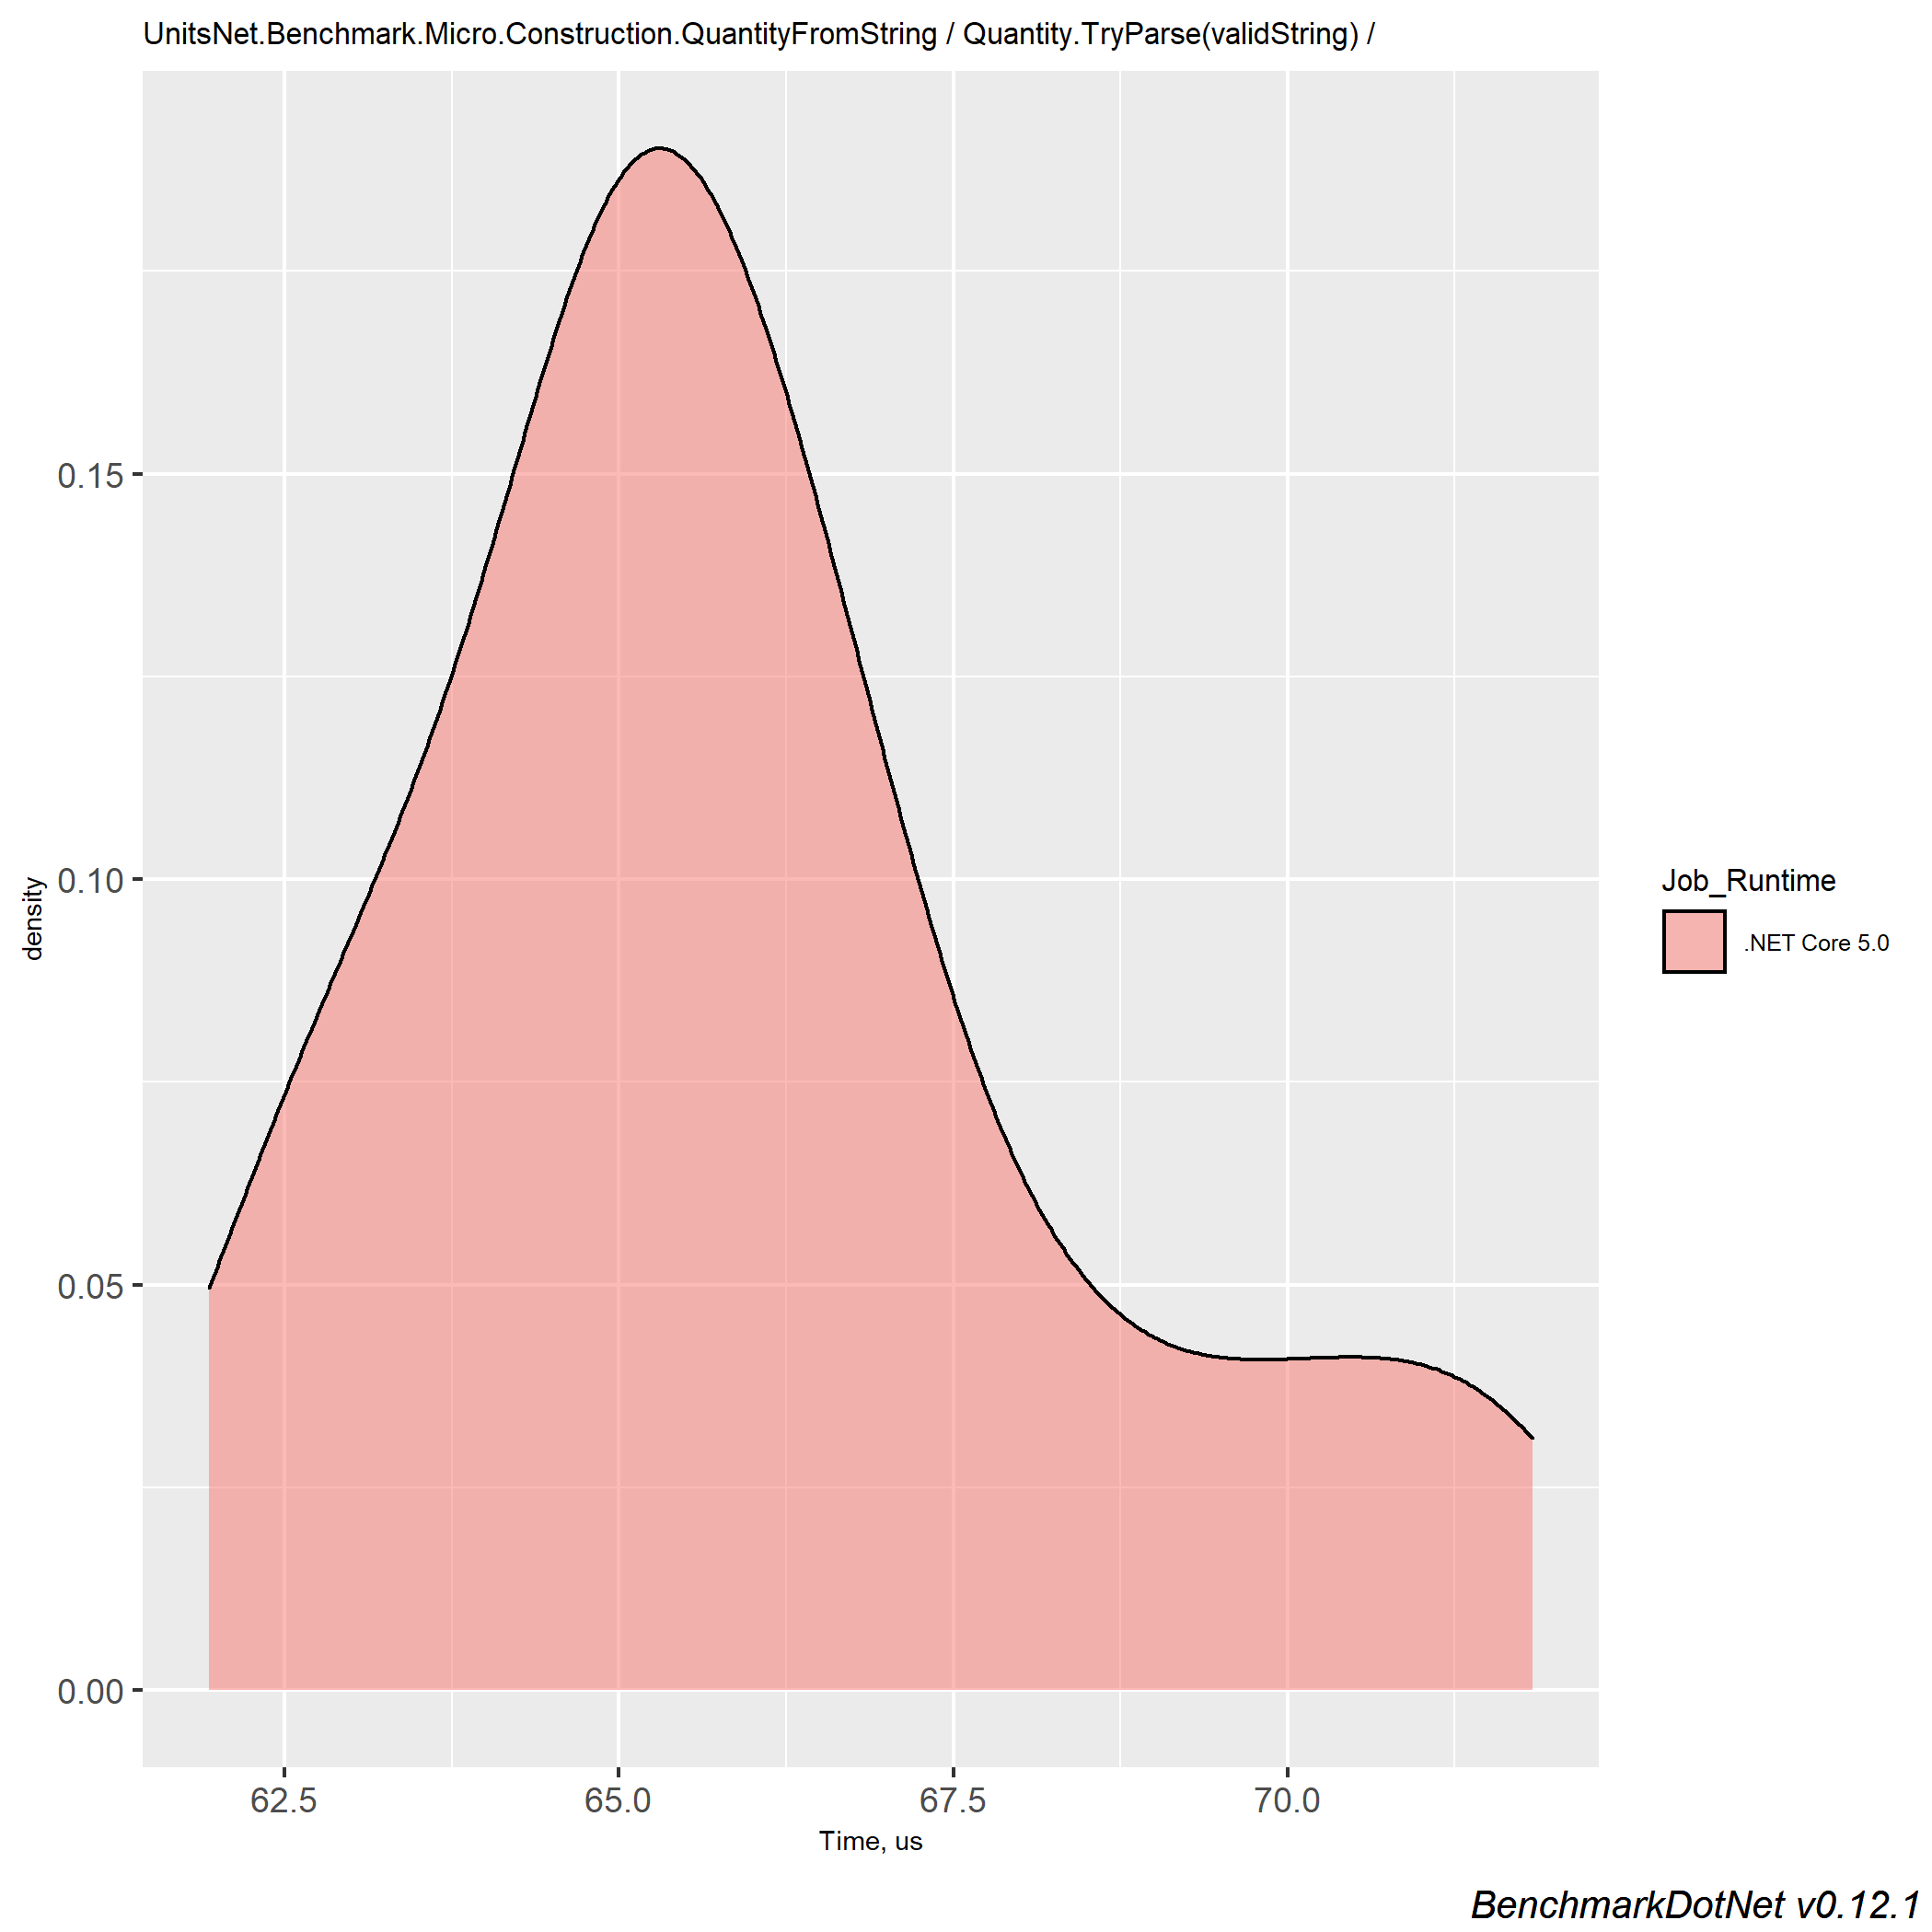 UnitsNet.Benchmark.Micro.Construction.QuantityFromString / Quantity.TryParse(validString) /
0.15
0.10
0.05
0.00
density
62.5 65.0 67.5 70.0
Time, us
Job_Runtime
.NET Core 5.0
BenchmarkDotNet v0.12.1